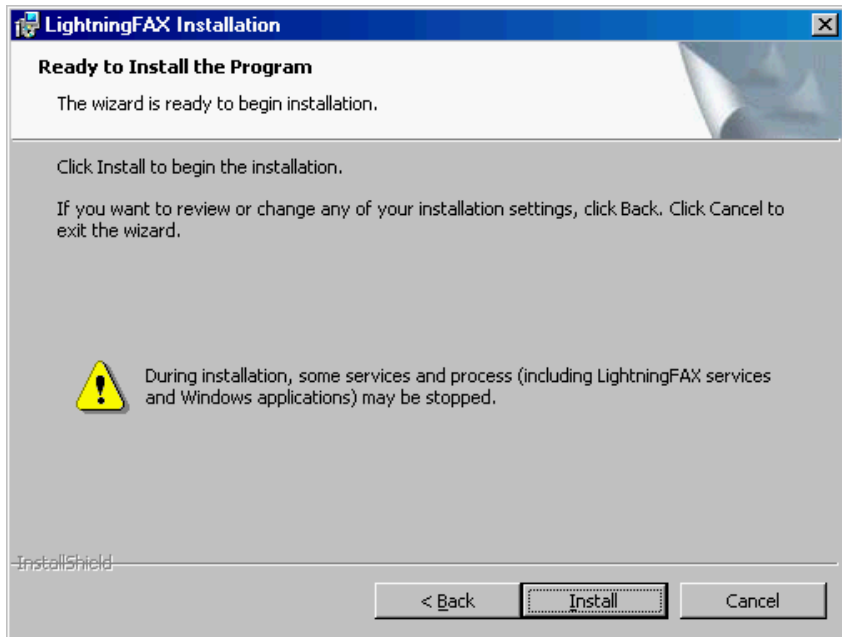 LightningFAX Installation
Ready to Install the Program
The wizard is ready to begin installation.
Click Install to begin the installation.
If you want to review or change any of your installation settings, click Back. Click Cancel to
exit the wizard.
During installation, some services and process (including LightningFAX services
and Windows applications) may be stopped.
InstallShield
< Back Install Cancel